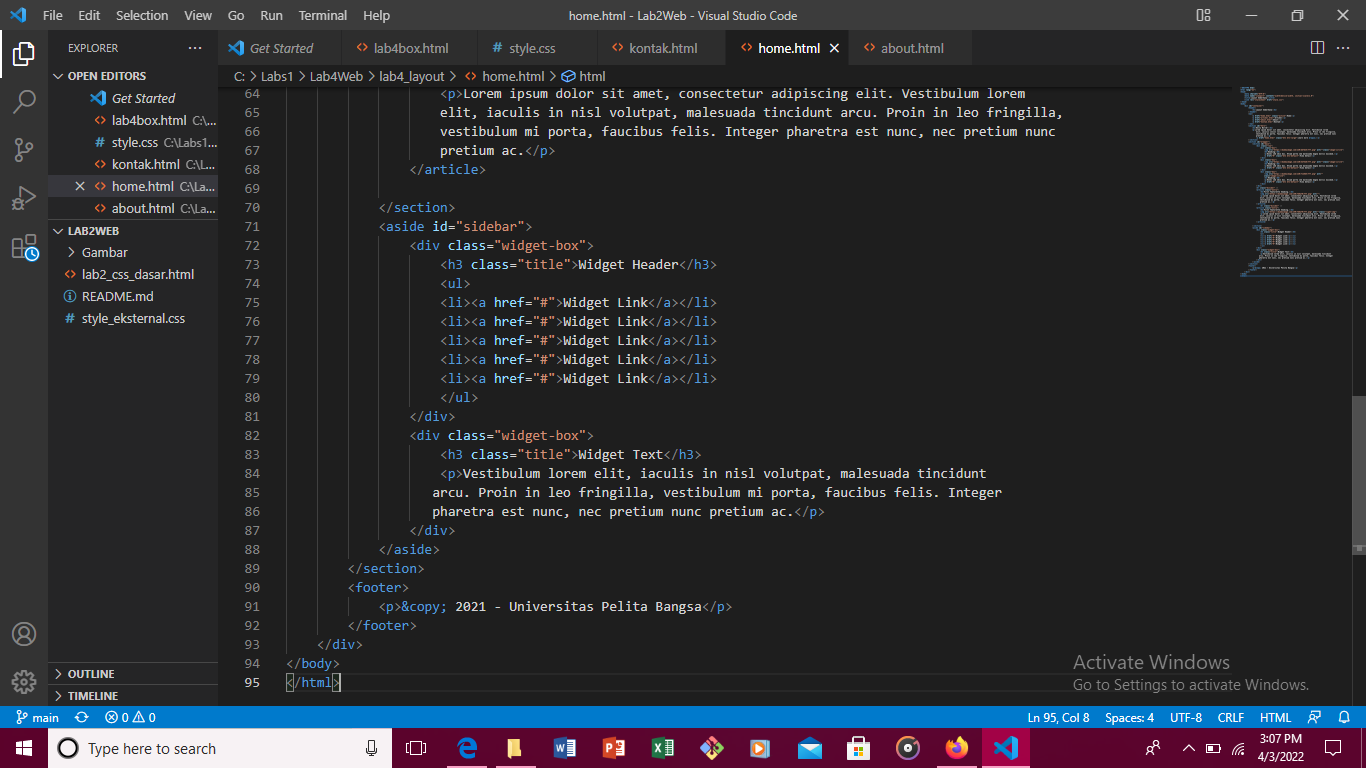 File Edit Selection View Go Run Terminal Help home.html - Lab2Web - Visual Studio Code
EXPLORER
Get Started lab4box.html style.css kontak.html home.html about.html
OPEN EDITORS
C: > Labs1 > Lab4Web > lab4_layout > home.html > html
Get Started
lab4box.html C:\...
style.css C:\Labs1...
kontak.html C:\L...
home.html C:\La...
about.html C:\La...
LAB2WEB
Gambar
lab2_css_dasar.html
README.md
style_eksternal.css
OUTLINE
TIMELINE
64 <p>Lorem ipsum dolor sit amet, consectetur adipiscing elit. Vestibulum lorem
65 elit, iaculis in nisl volutpat, malesuada tincidunt arcu. Proin in leo fringilla,
66 vestibulum mi porta, faucibus felis. Integer pharetra est nunc, nec pretium nunc
67 pretium ac.</p>
68 </article>
69
70 </section>
71 <aside id="sidebar">
72 <div class="widget-box">
73 <h3 class="title">Widget Header</h3>
74 <ul>
75 <li><a href="#">Widget Link</a></li>
76 <li><a href="#">Widget Link</a></li>
77 <li><a href="#">Widget Link</a></li>
78 <li><a href="#">Widget Link</a></li>
79 <li><a href="#">Widget Link</a></li>
80 </ul>
81 </div>
82 <div class="widget-box">
83 <h3 class="title">Widget Text</h3>
84 <p>Vestibulum lorem elit, iaculis in nisl volutpat, malesuada tincidunt
85 arcu. Proin in leo fringilla, vestibulum mi porta, faucibus felis. Integer
86 pharetra est nunc, nec pretium nunc pretium ac.</p>
87 </div>
88 </aside>
89 </section>
90 <footer>
91 <p>&copy; 2021 - Universitas Pelita Bangsa</p>
92 </footer>
93 </div>
94 </body>
95 </html>
Activate Windows
Go to Settings to activate Windows.
main 0 0 Ln 95, Col 8 Spaces: 4 UTF-8 CRLF HTML
Type here to search
3:07 PM
4/3/2022